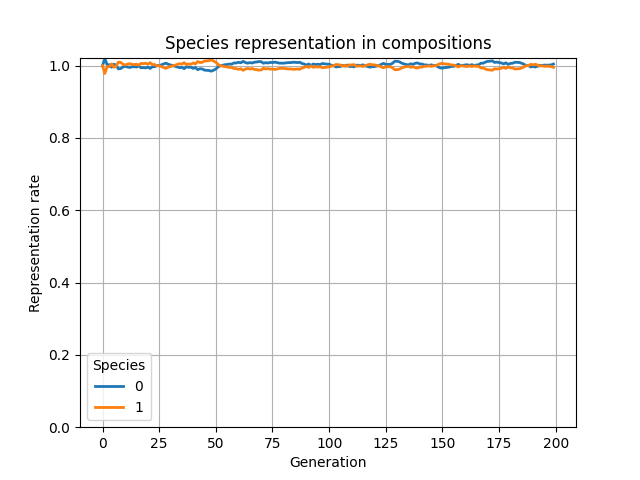 Species representation in compositions
Representation rate
1.0
0.8
0.6
0.4
0.2
0.0
Species
0
1
0 25 50 75 100 125 150 175 200
Generation